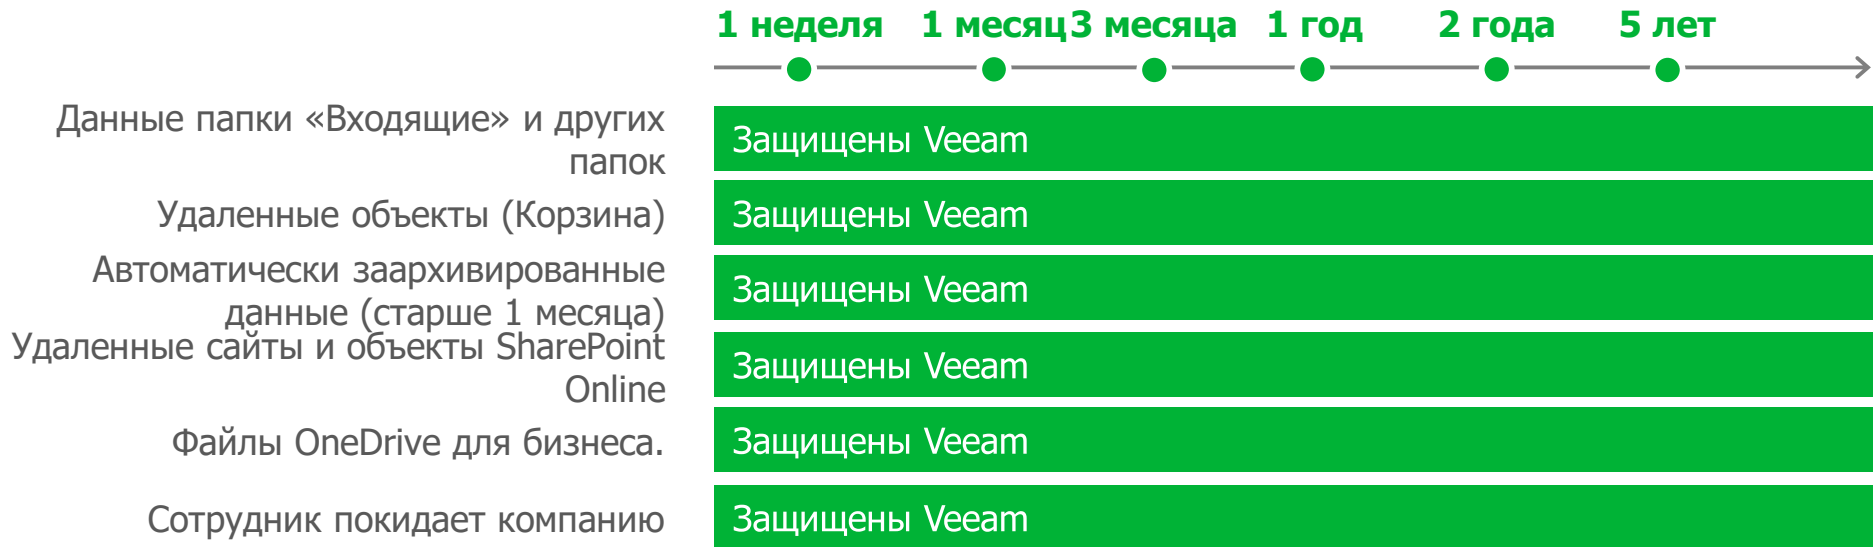 1 неделя 1 месяц 3 месяца 1 год 2 года 5 лет
Данные папки «Входящие» и других
папок
Защищены Veeam
Удаленные объекты (Корзина)
Защищены Veeam
Автоматически заархивированные
данные (старше 1 месяца)
Защищены Veeam
Удаленные сайты и объекты SharePoint
Online
Защищены Veeam
Файлы OneDrive для бизнеса.
Защищены Veeam
Сотрудник покидает компанию
Защищены Veeam